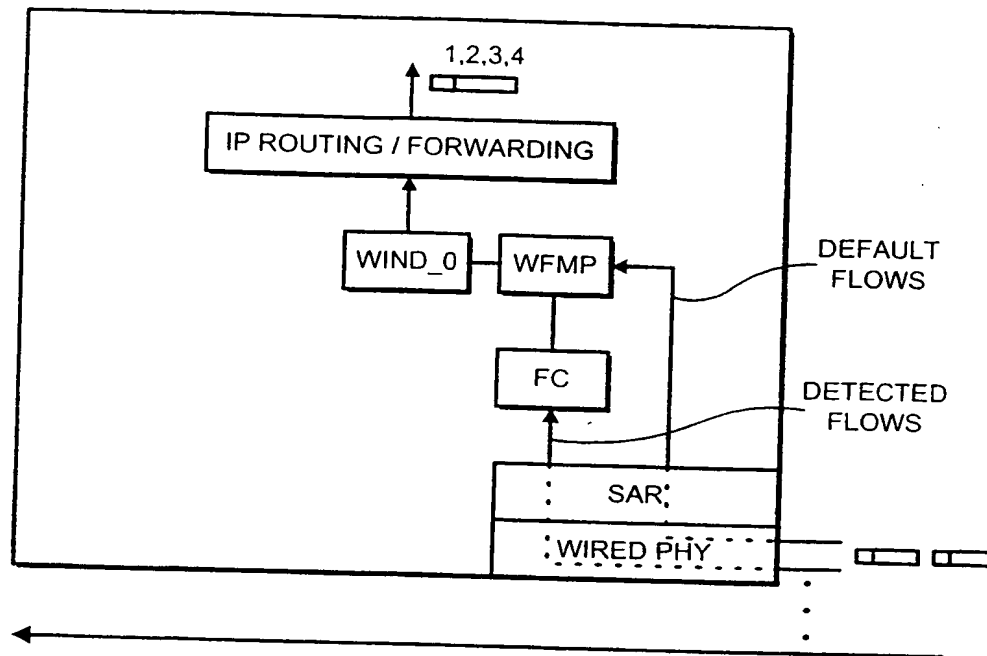 1,2,3,4
IP ROUTING / FORWARDING
WIND_0
WFMP
DEFAULT
FLOWS
FC
DETECTED
FLOWS
SAR
WIRED PHY